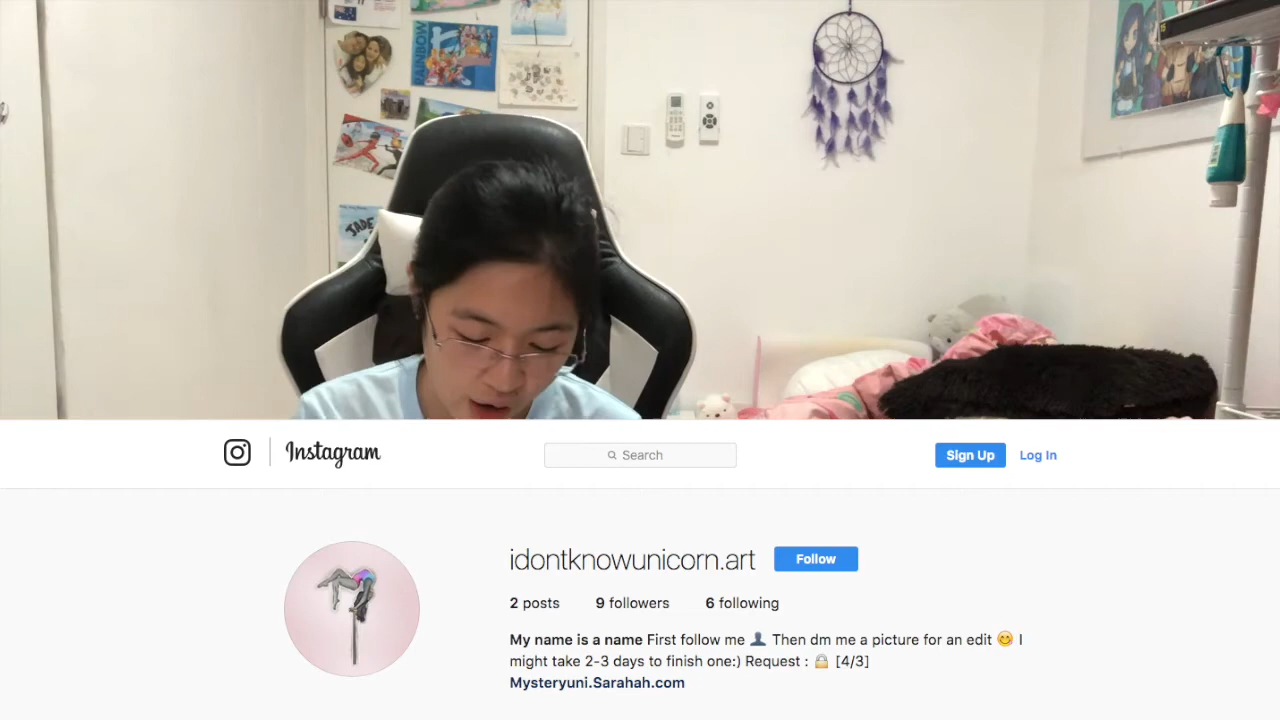 RAINBOW
JADE
Instagram
Search
Sign Up
Log In
idontknowunicorn.art
Follow
2 posts
9 followers
6 following
My name is a name First follow me 👤 Then dm me a picture for an edit 😊 I
might take 2-3 days to finish one:) Request : 🔒 [4/3]
Mysteryuni.Sarahah.com